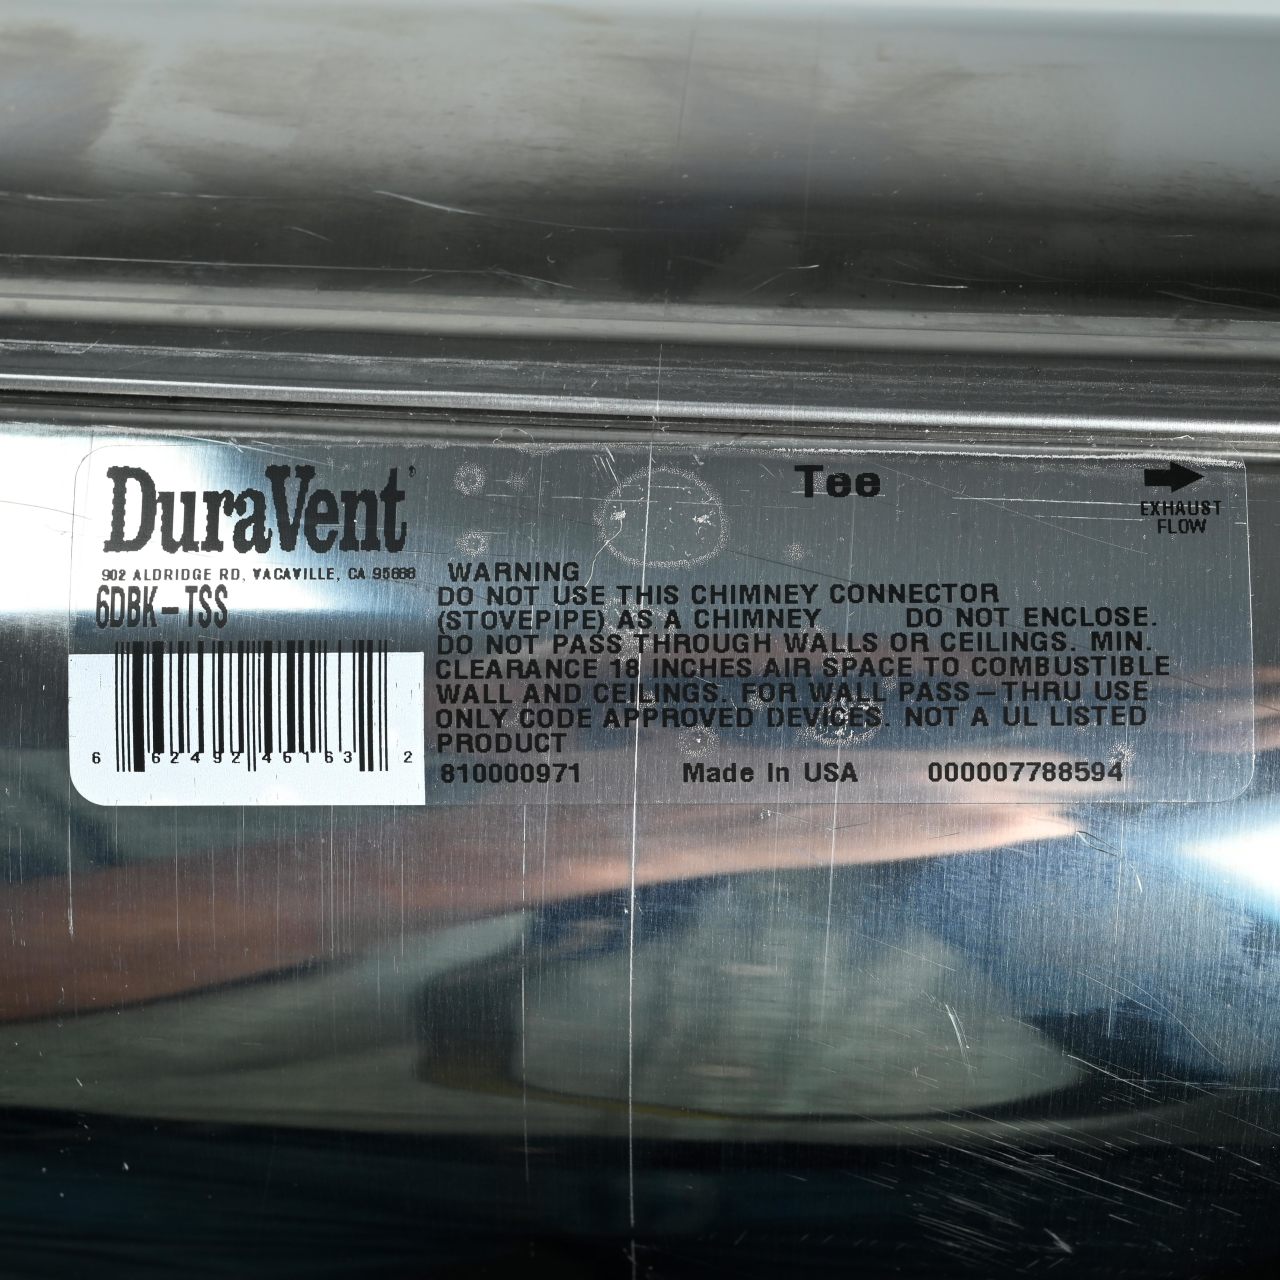 DuraVent
902 ALDRIDGE RD, VACAVILLE, CA 95688
6DBK-TSS
6 62492 46163 2
Tee
EXHAUST
FLOW
WARNING
DO NOT USE THIS CHIMNEY CONNECTOR
(STOVEPIPE) AS A CHIMNEY DO NOT ENCLOSE.
DO NOT PASS THROUGH WALLS OR CEILINGS. MIN.
CLEARANCE 18 INCHES AIR SPACE TO COMBUSTIBLE
WALL AND CEILINGS. FOR WALL PASS-THRU USE
ONLY CODE APPROVED DEVICES. NOT A UL LISTED
PRODUCT
810000971 Made In USA 000007788594